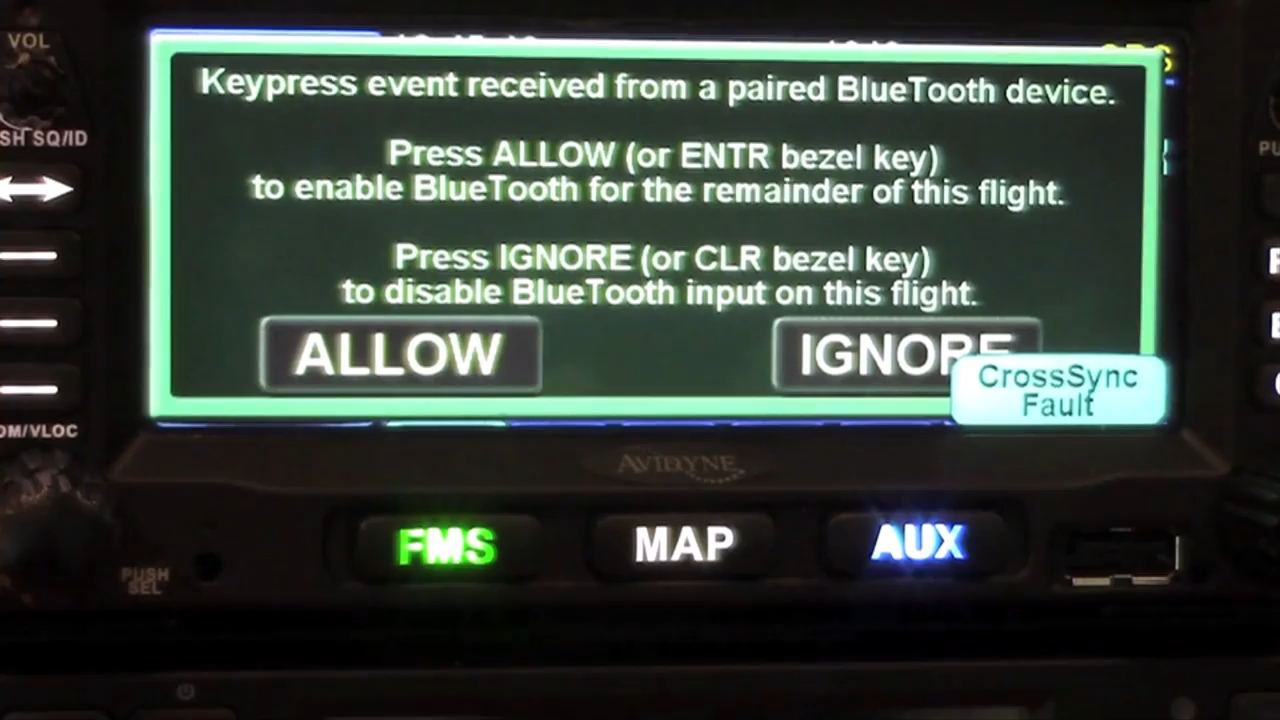 VOL
Keypress event received from a paired BlueTooth device.
SH SQ/ID
Press ALLOW (or ENTR bezel key)
to enable BlueTooth for the remainder of this flight.
Press IGNORE (or CLR bezel key)
to disable BlueTooth input on this flight.
ALLOW
IGNORE
CrossSync
Fault
OM/VLOC
AVIDYNE
FMS
MAP
AUX
PUSH
SEL